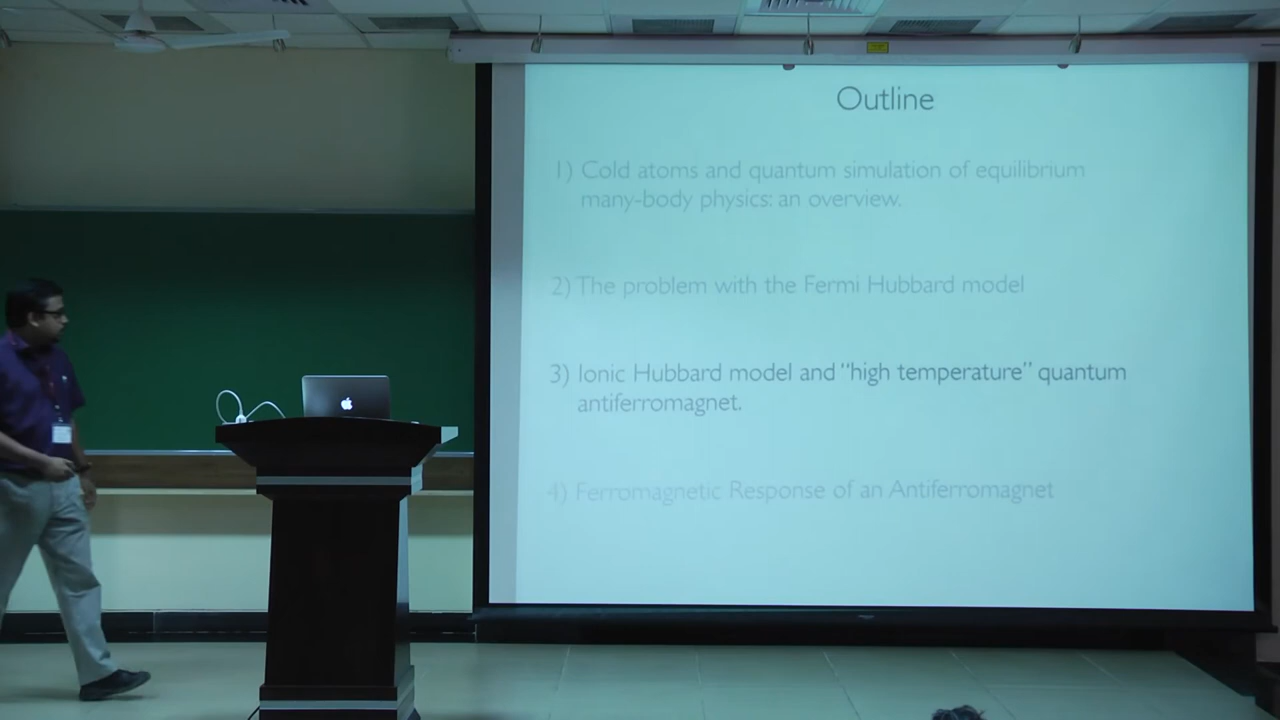 Outline
1) Cold atoms and quantum simulation of equilibrium
many-body physics: an overview.
2) The problem with the Fermi Hubbard model
3) Ionic Hubbard model and “high temperature” quantum
antiferromagnet.
4) Ferromagnetic Response of an Antiferromagnet